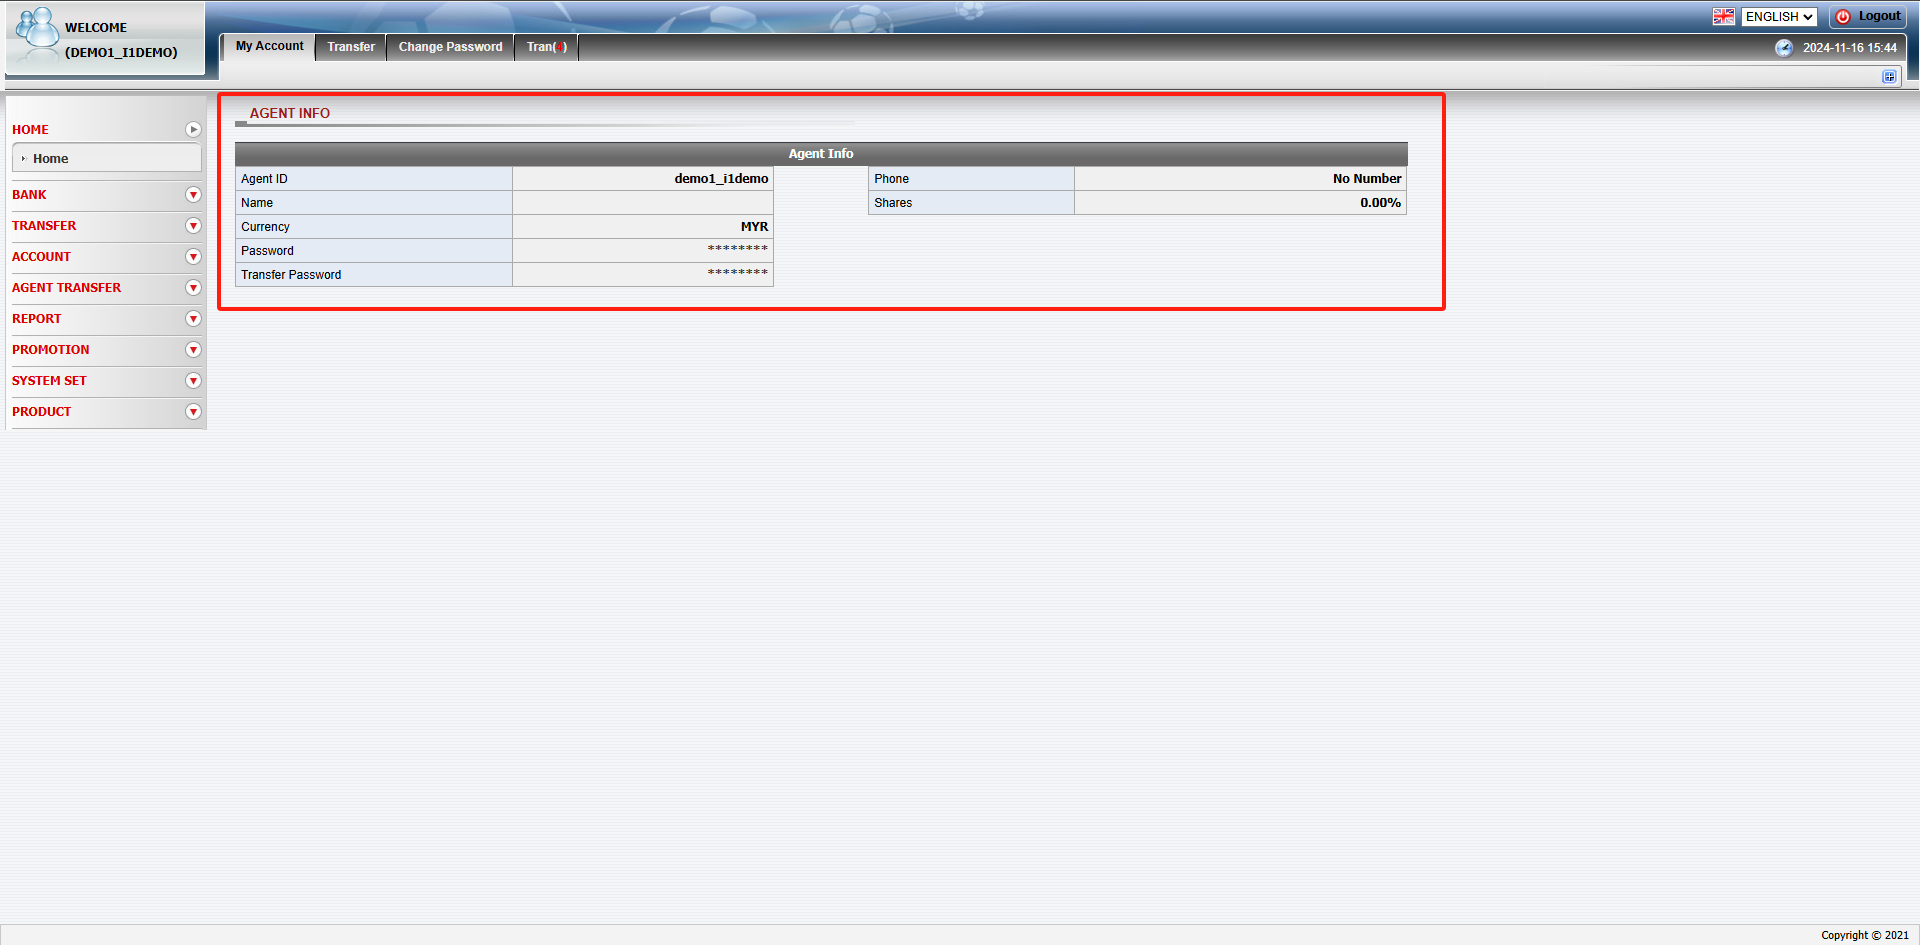 WELCOME
(DEMO1_I1DEMO)
ENGLISH
Logout
My Account
Transfer
Change Password
Tran(4)
2024-11-16 15:44
HOME
Home
BANK
TRANSFER
ACCOUNT
AGENT TRANSFER
REPORT
PROMOTION
SYSTEM SET
PRODUCT
AGENT INFO
Agent Info
Agent ID demo1_i1demo Phone No Number
Name Shares 0.00%
Currency MYR
Password ********
Transfer Password ********
Copyright © 2021